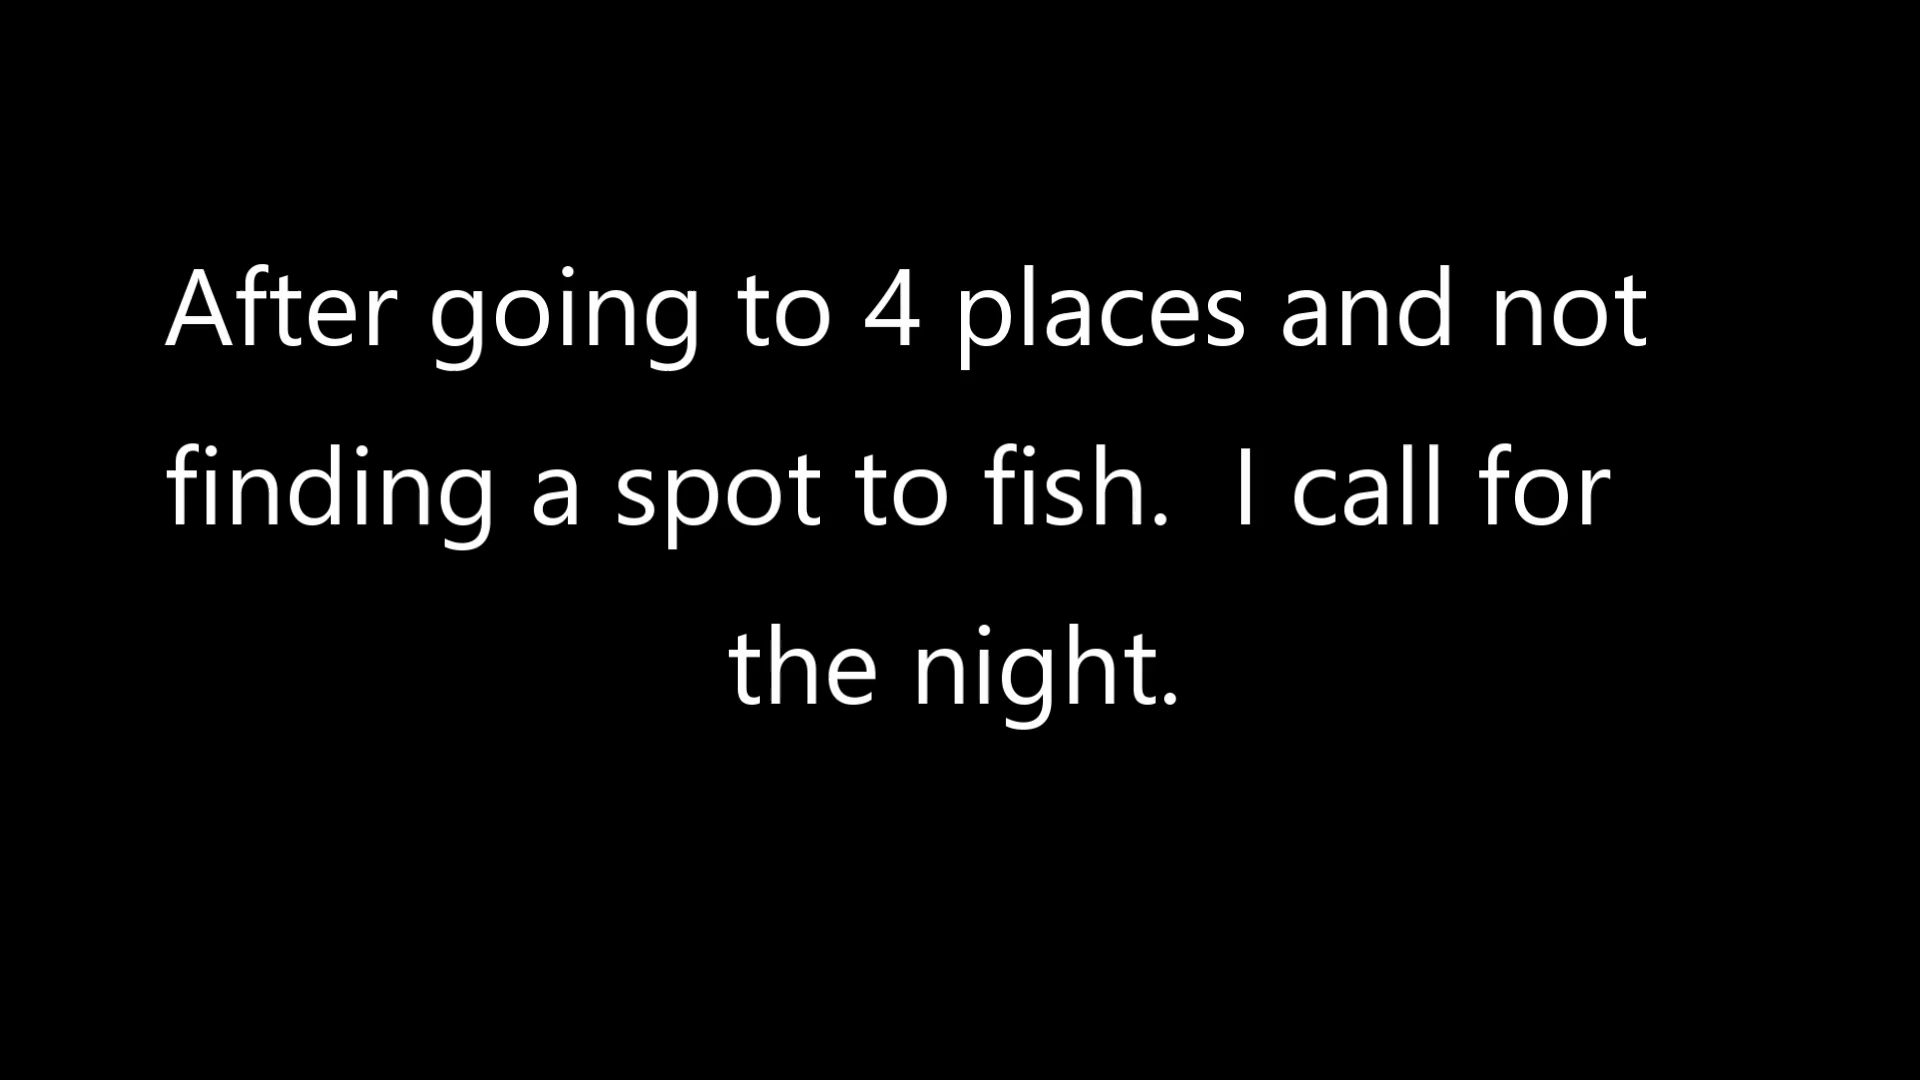 After going to 4 places and not
finding a spot to fish.  I call for
the night.